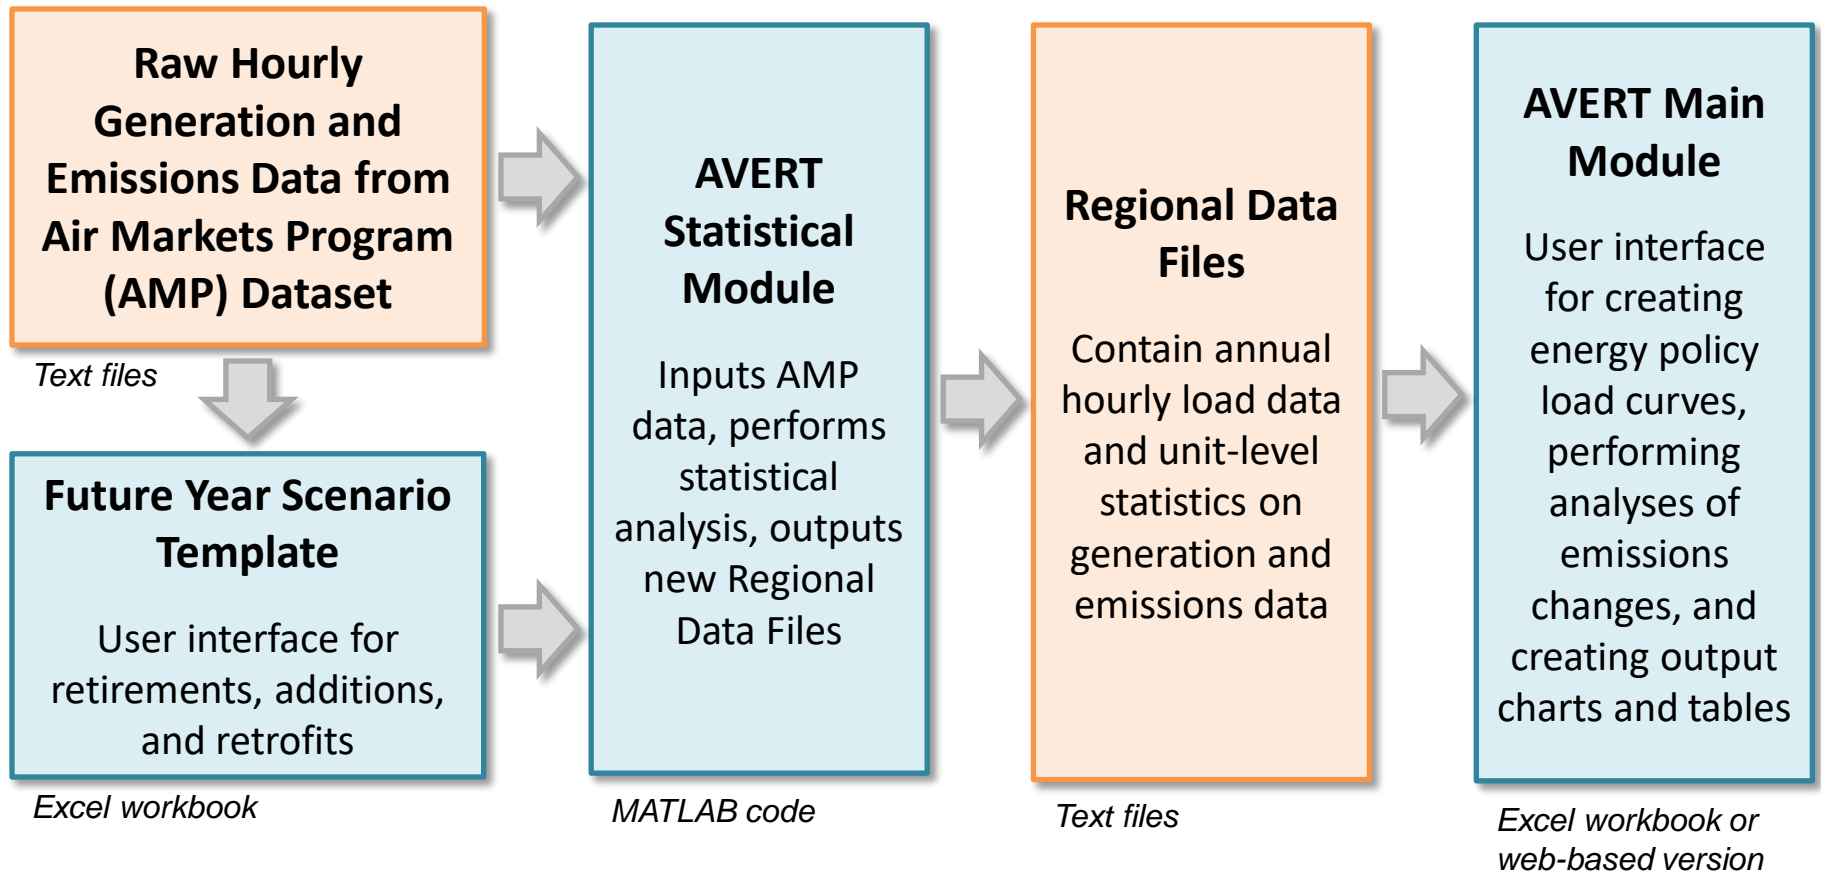 Raw Hourly
Generation and
Emissions Data from
Air Markets Program
(AMP) Dataset
Text files
Future Year Scenario
Template
User interface for
retirements, additions,
and retrofits
Excel workbook
AVERT
Statistical
Module
Inputs AMP
data, performs
statistical
analysis, outputs
new Regional
Data Files
MATLAB code
Regional Data
Files
Contain annual
hourly load data
and unit-level
statistics on
generation and
emissions data
Text files
AVERT Main
Module
User interface
for creating
energy policy
load curves,
performing
analyses of
emissions
changes, and
creating output
charts and tables
Excel workbook or
web-based version